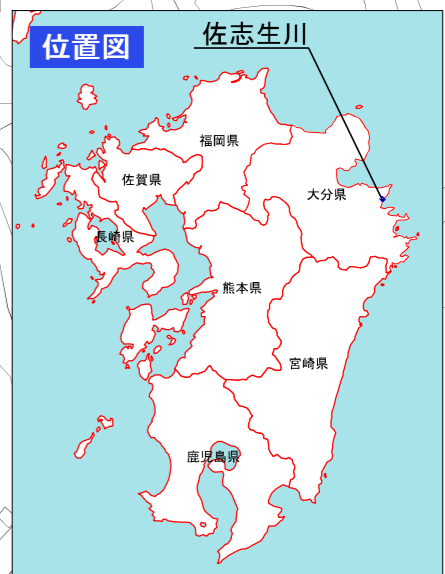 位置図
佐志生川
福岡県
佐賀県
大分県
長崎県
熊本県
宮崎県
鹿児島県